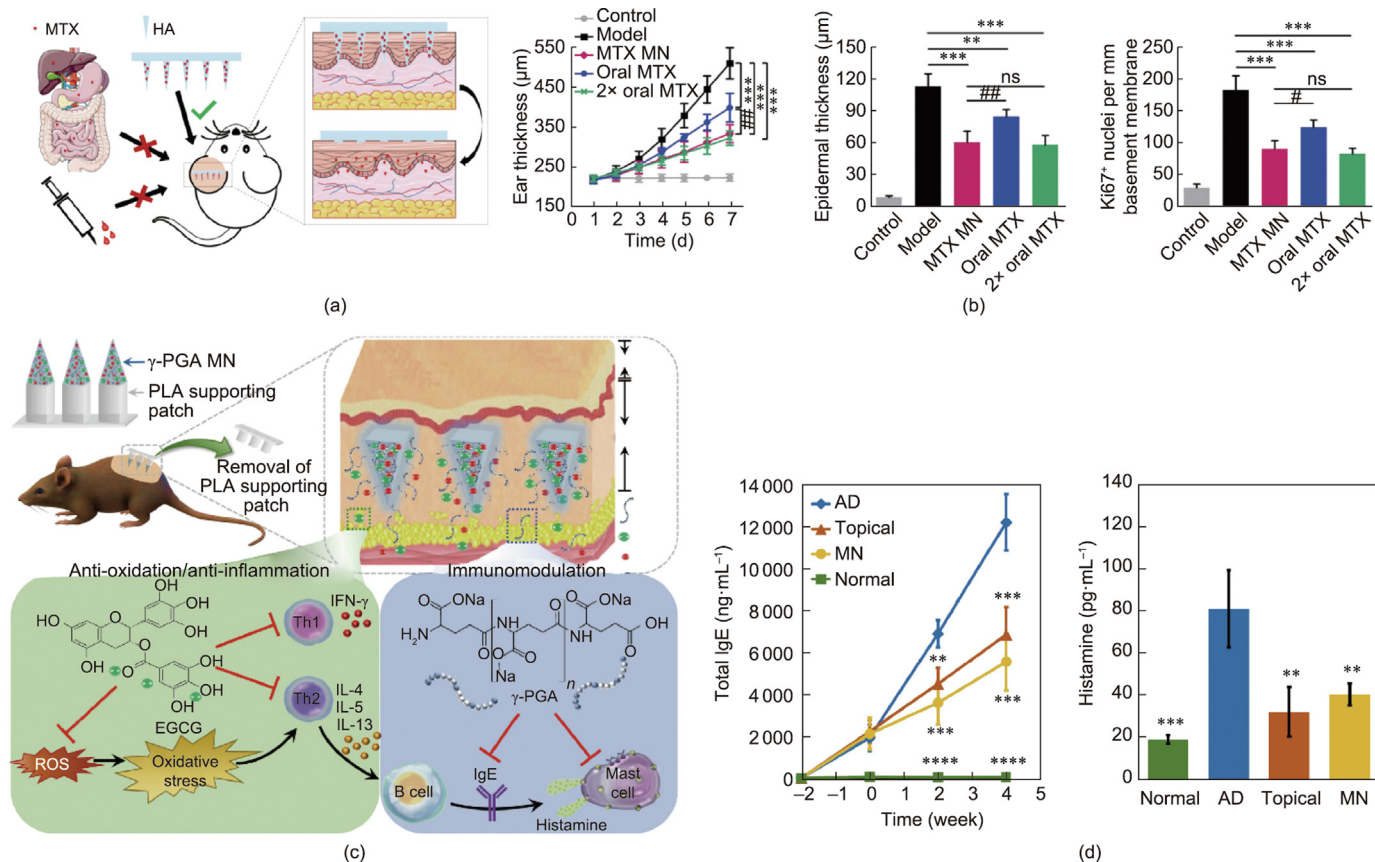 MTX
HA
Control
Model
MTX MN
Oral MTX
2× oral MTX
Ear thickness (μm)
550
450
350
250
150
0 1 2 3 4 5 6 7
Time (d)
***
***
***
##
(a)
Epidermal thickness (μm)
150
120
90
60
30
0
***
**
***
ns
##
Control
Model
MTX MN
Oral MTX
2× oral MTX
Ki67+ nuclei per mm
basement membrane
250
200
150
100
50
0
***
***
***
ns
#
Control
Model
MTX MN
Oral MTX
2× oral MTX
(b)
γ-PGA MN
PLA supporting
patch
Removal of
PLA supporting
patch
Anti-oxidation/anti-inflammation
OH
OH
HO
O
OH
OH
O
OH
O
OH
OH
OH
EGCG
ROS
Oxidative
stress
Th1
IFN-γ
Th2
IL-4
IL-5
IL-13
Immunomodulation
O
ONa
H2N
O
NH
O
O
Na
NH
O
ONa
OH
O
n
γ-PGA
B cell
IgE
Mast
cell
Histamine
(c)
Total IgE (ng·mL−1)
14 000
12 000
10 000
8 000
6 000
4 000
2 000
0
AD
Topical
MN
Normal
**
***
****
***
***
****
−2 −1 0 1 2 3 4 5
Time (week)
Histamine (pg·mL−1)
140
120
100
80
60
40
20
0
***
**
**
Normal
AD
Topical
MN
(d)